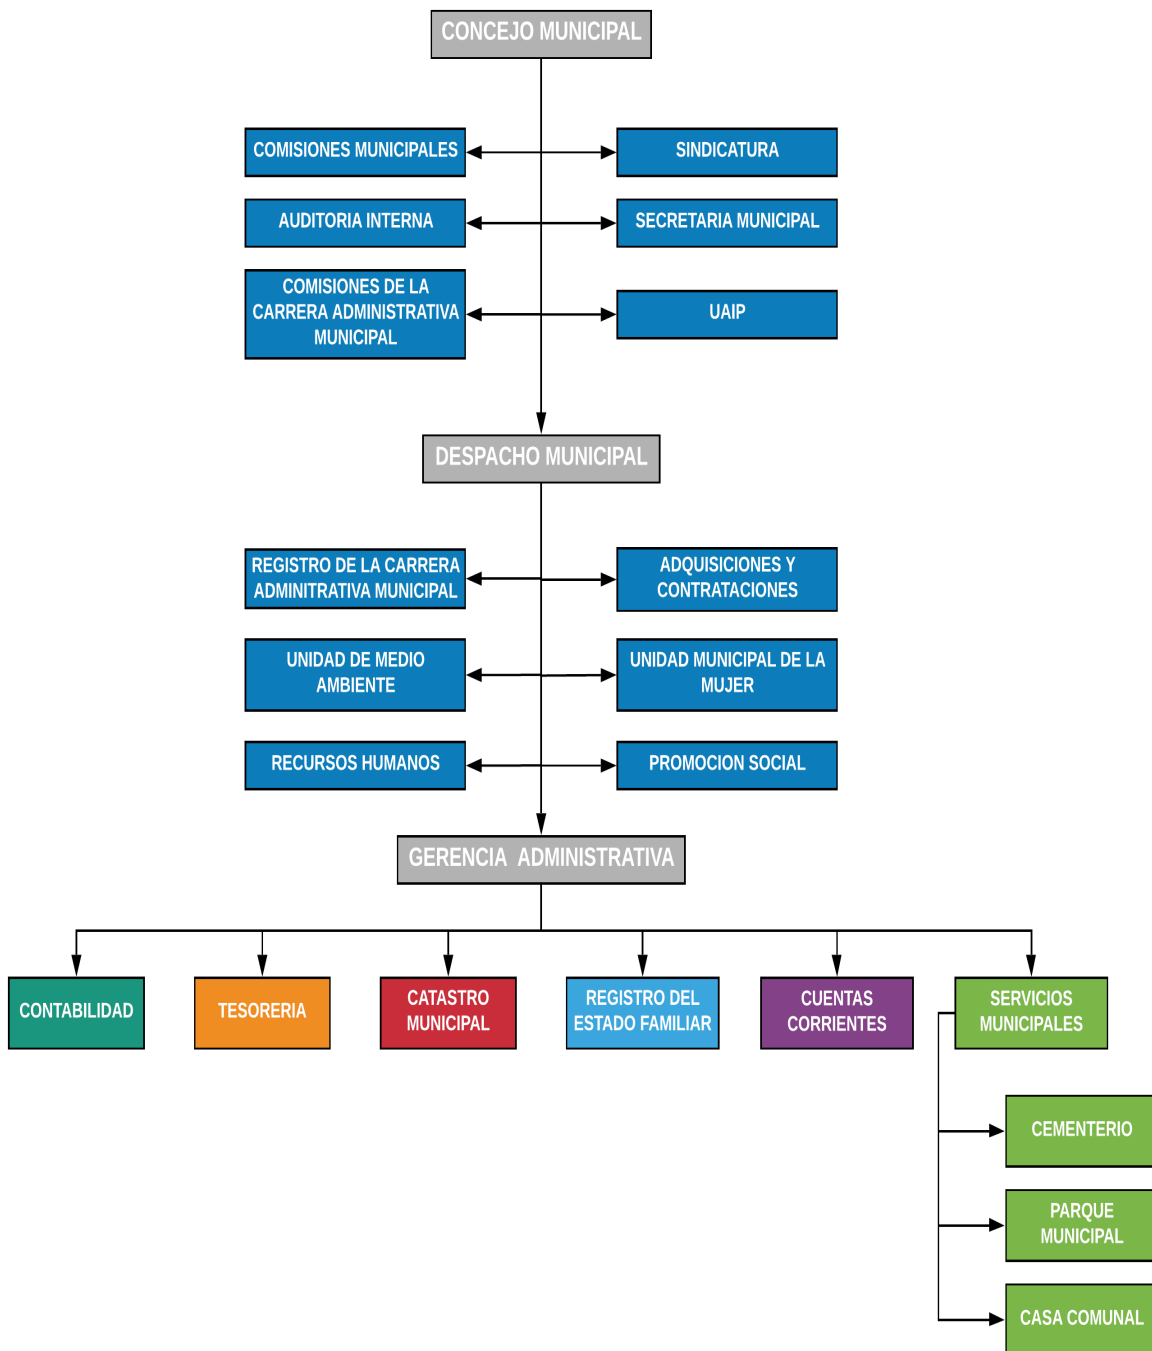 CONCEJO MUNICIPAL
COMISIONES MUNICIPALES
SINDICATURA
AUDITORIA INTERNA
SECRETARIA MUNICIPAL
COMISIONES DE LA
CARRERA ADMINISTRATIVA
MUNICIPAL
UAIP
DESPACHO MUNICIPAL
REGISTRO DE LA CARRERA
ADMINITRATIVA MUNICIPAL
ADQUISICIONES Y
CONTRATACIONES
UNIDAD DE MEDIO
AMBIENTE
UNIDAD MUNICIPAL DE LA
MUJER
RECURSOS HUMANOS
PROMOCION SOCIAL
GERENCIA ADMINISTRATIVA
CONTABILIDAD
TESORERIA
CATASTRO
MUNICIPAL
REGISTRO DEL
ESTADO FAMILIAR
CUENTAS
CORRIENTES
SERVICIOS
MUNICIPALES
CEMENTERIO
PARQUE
MUNICIPAL
CASA COMUNAL